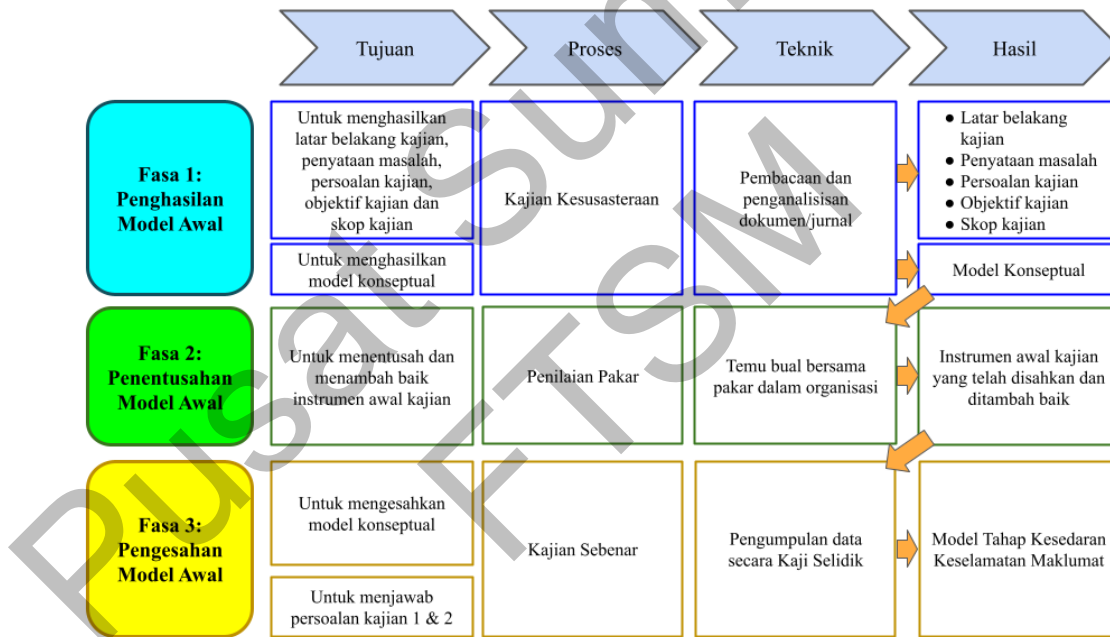 Tujuan
Proses
Teknik
Hasil
Fasa 1:
Penghasilan
Model Awal
Untuk menghasilkan
latar belakang kajian,
penyataan masalah,
persoalan kajian,
objektif kajian dan
skop kajian
Untuk menghasilkan
model konseptual
Kajian Kesusasteraan
Pembacaan dan
penganalisisan
dokumen/jurnal
● Latar belakang
kajian
● Penyataan masalah
● Persoalan kajian
● Objektif kajian
● Skop kajian
Model Konseptual
Fasa 2:
Penentusahan
Model Awal
Untuk menentusah dan
menambah baik
instrumen awal kajian
Penilaian Pakar
Temu bual bersama
pakar dalam organisasi
Instrumen awal kajian
yang telah disahkan dan
ditambah baik
Fasa 3:
Pengesahan
Model Awal
Untuk mengesahkan
model konseptual
Untuk menjawab
persoalan kajian 1 & 2
Kajian Sebenar
Pengumpulan data
secara Kaji Selidik
Model Tahap Kesedaran
Keselamatan Maklumat
Pusat Sum
FTSM